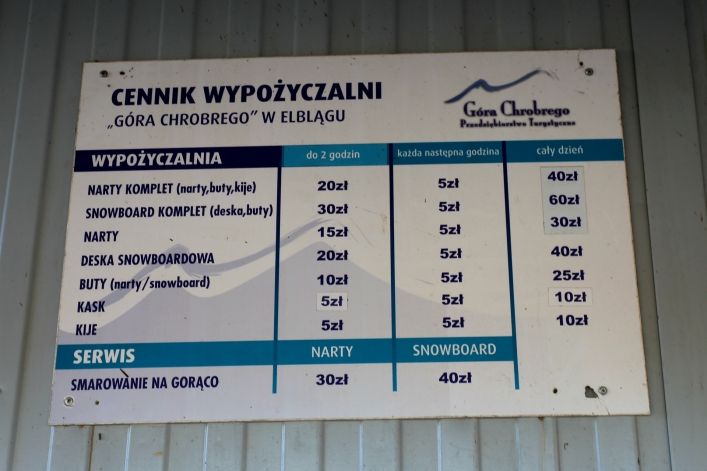 CENNIK WYPOŻYCZALNI
„GÓRA CHROBREGO” W ELBLĄGU
Góra Chrobrego
Przedsiębiorstwo Turystyczne
WYPOŻYCZALNIA do 2 godzin każda następna godzina cały dzień
NARTY KOMPLET (narty,buty,kije) 20zł 5zł 40zł
SNOWBOARD KOMPLET (deska,buty) 30zł 5zł 60zł
NARTY 15zł 5zł 30zł
DESKA SNOWBOARDOWA 20zł 5zł 40zł
BUTY (narty/snowboard) 10zł 5zł 25zł
KASK 5zł 5zł 10zł
KIJE 5zł 5zł 10zł
SERWIS NARTY SNOWBOARD
SMAROWANIE NA GORĄCO 30zł 40zł